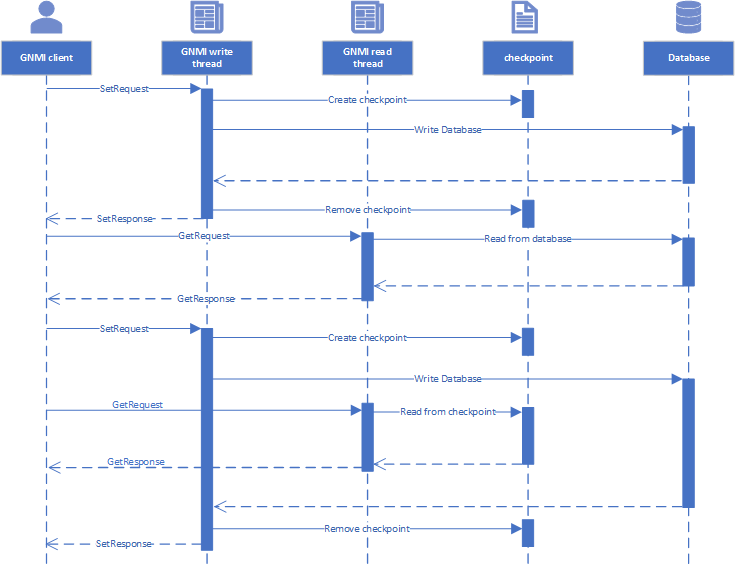 GNMI client
GNMI write
thread
GNMI read
thread
checkpoint
Database
SetRequest
Create checkpoint
Write Database
Remove checkpoint
SetResponse
GetRequest
Read from database
GetResponse
SetRequest
Create checkpoint
Write Database
GetRequest
Read from checkpoint
GetResponse
Remove checkpoint
SetResponse